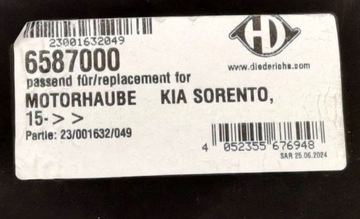 23001632049
HD
6587000
www.diederichs.com
passend für/replacement for
MOTORHAUBE KIA SORENTO,
15-> >
Partie: 23/001632/049
4 052355 676948
SAR 25.06.2024